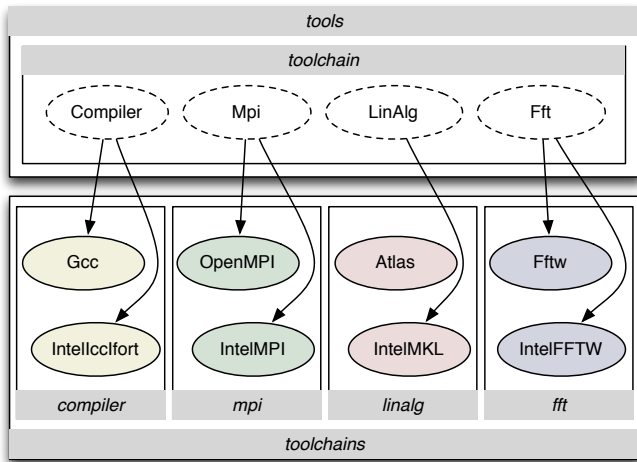 tools
toolchain
Compiler Mpi LinAlg Fft
Gcc OpenMPI Atlas Fftw
IntelIccIfort IntelMPI IntelMKL IntelFFTW
compiler mpi linalg fft
toolchains